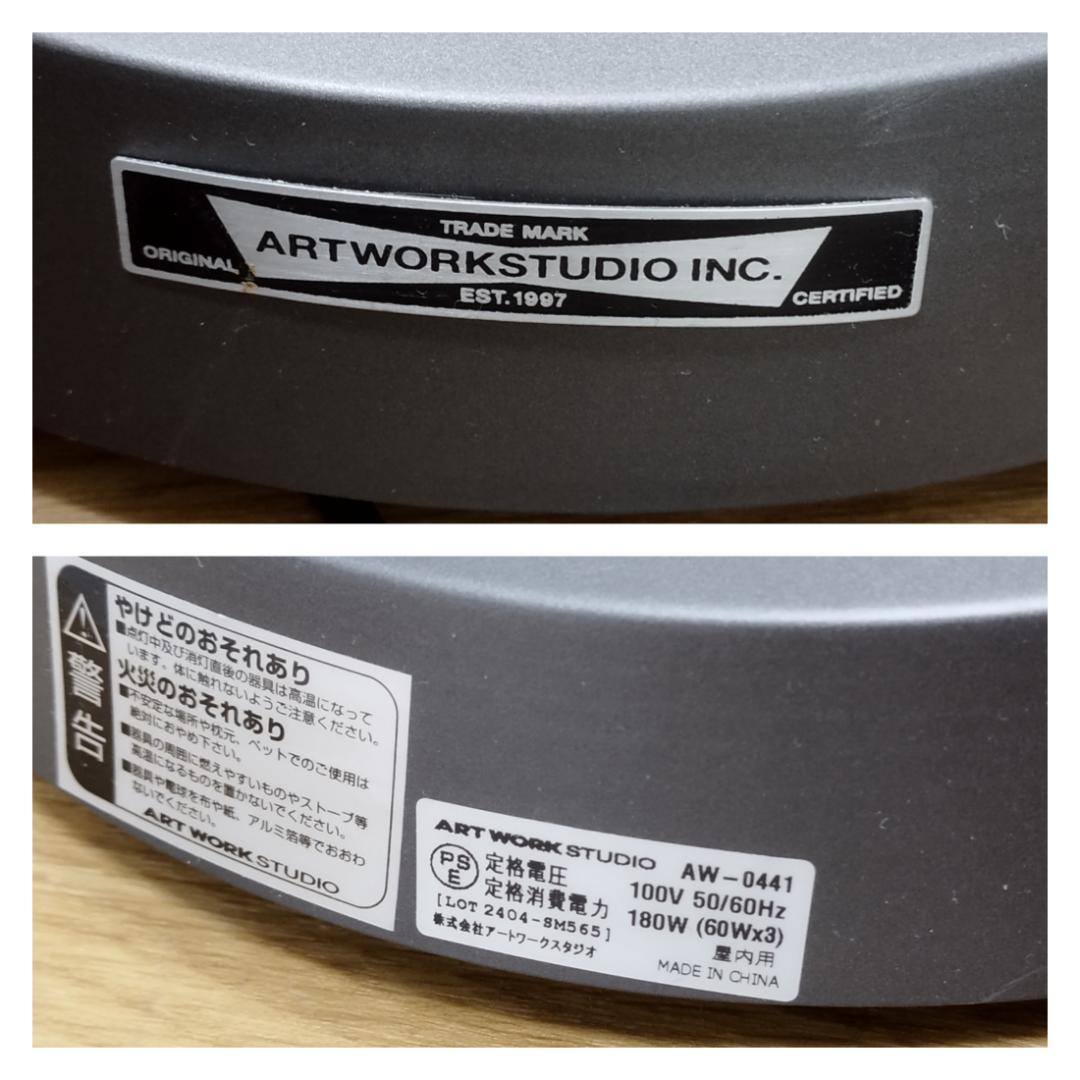 TRADE MARK
ORIGINAL ARTWORKSTUDIO INC. CERTIFIED
EST.1997
警告
やけどのおそれあり
■点灯中及び消灯直後の器具は高温になって
います。体に触れないようご注意ください。
火災のおそれあり
■不安定な場所や枕元、ベットでのご使用は
絶対におやめ下さい。
■器具の周囲に燃えやすいものやストーブ等
高温になるものを置かないでください。
■器具や電球を布や紙、アルミ箔等でおおわ
ないでください。
ART WORK STUDIO
ART WORK STUDIO AW-0441
PSE 定格電圧 100V 50/60Hz
定格消費電力 180W (60Wx3)
[LOT 2404-SM565] 屋内用
株式会社アートワークスタジオ MADE IN CHINA